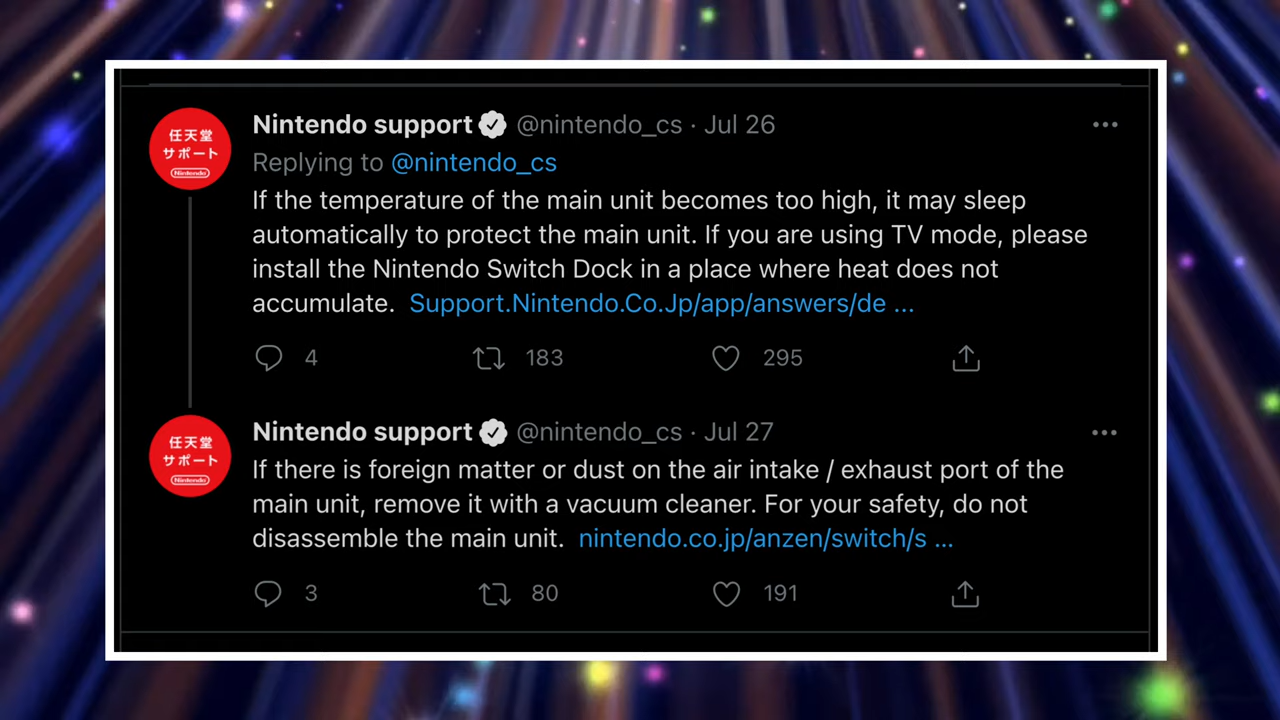 任天堂
サポート
Nintendo
Nintendo support @nintendo_cs · Jul 26
Replying to @nintendo_cs
If the temperature of the main unit becomes too high, it may sleep
automatically to protect the main unit. If you are using TV mode, please
install the Nintendo Switch Dock in a place where heat does not
accumulate. Support.Nintendo.Co.Jp/app/answers/de ...
4 183 295
任天堂
サポート
Nintendo
Nintendo support @nintendo_cs · Jul 27
If there is foreign matter or dust on the air intake / exhaust port of the
main unit, remove it with a vacuum cleaner. For your safety, do not
disassemble the main unit. nintendo.co.jp/anzen/switch/s ...
3 80 191